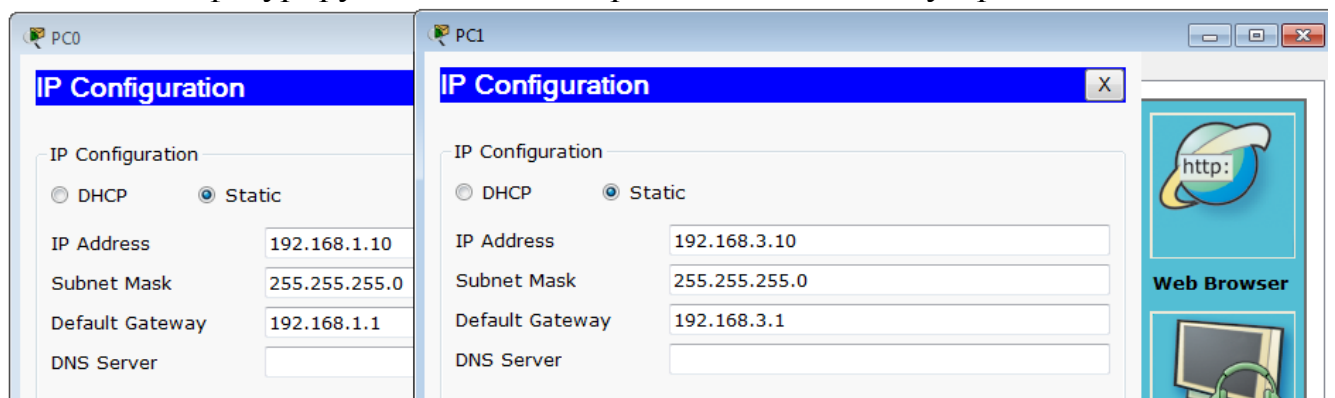 PC0
IP Configuration
IP Configuration
DHCP Static
IP Address 192.168.1.10
Subnet Mask 255.255.255.0
Default Gateway 192.168.1.1
DNS Server
PC1
IP Configuration X
IP Configuration
DHCP Static
IP Address 192.168.3.10
Subnet Mask 255.255.255.0
Default Gateway 192.168.3.1
DNS Server
http:
Web Browser